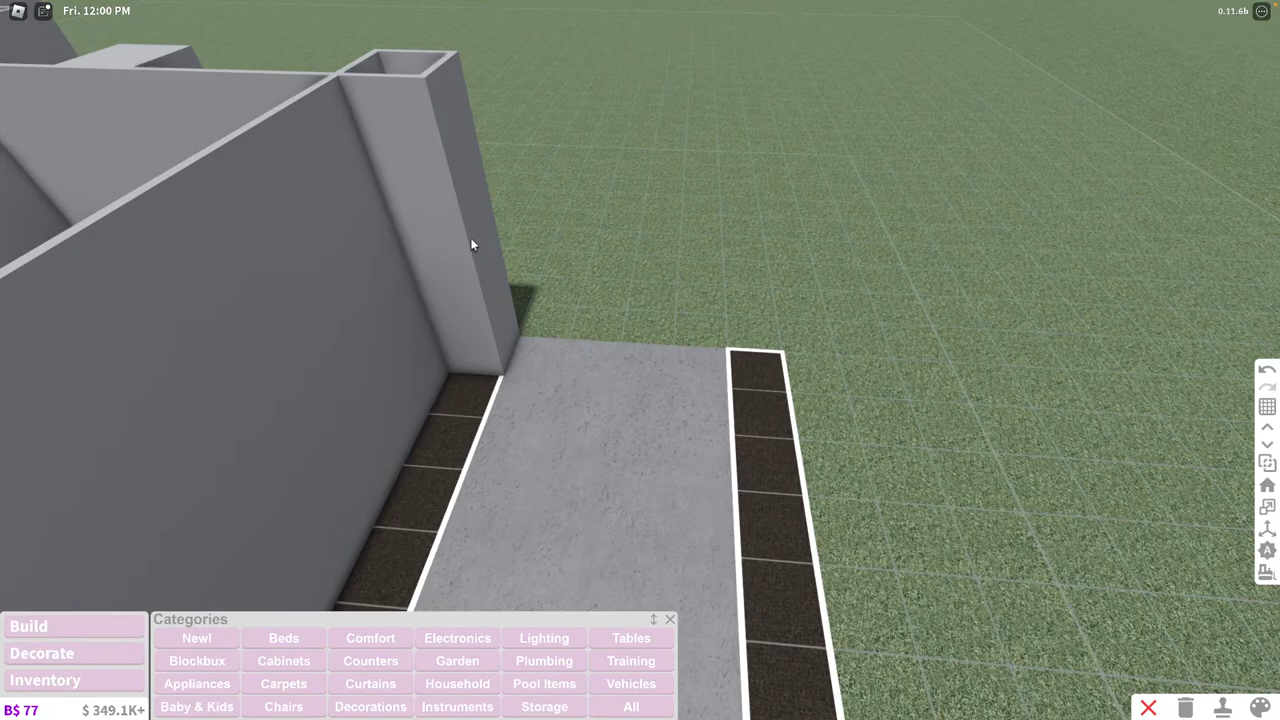 Fri. 12:00 PM
0.11.6b
Categories
Build
Decorate
Inventory
B$ 77
$ 349.1K+
New!
Beds
Comfort
Electronics
Lighting
Tables
Blockbux
Cabinets
Counters
Garden
Plumbing
Training
Appliances
Carpets
Curtains
Household
Pool Items
Vehicles
Baby & Kids
Chairs
Decorations
Instruments
Storage
All